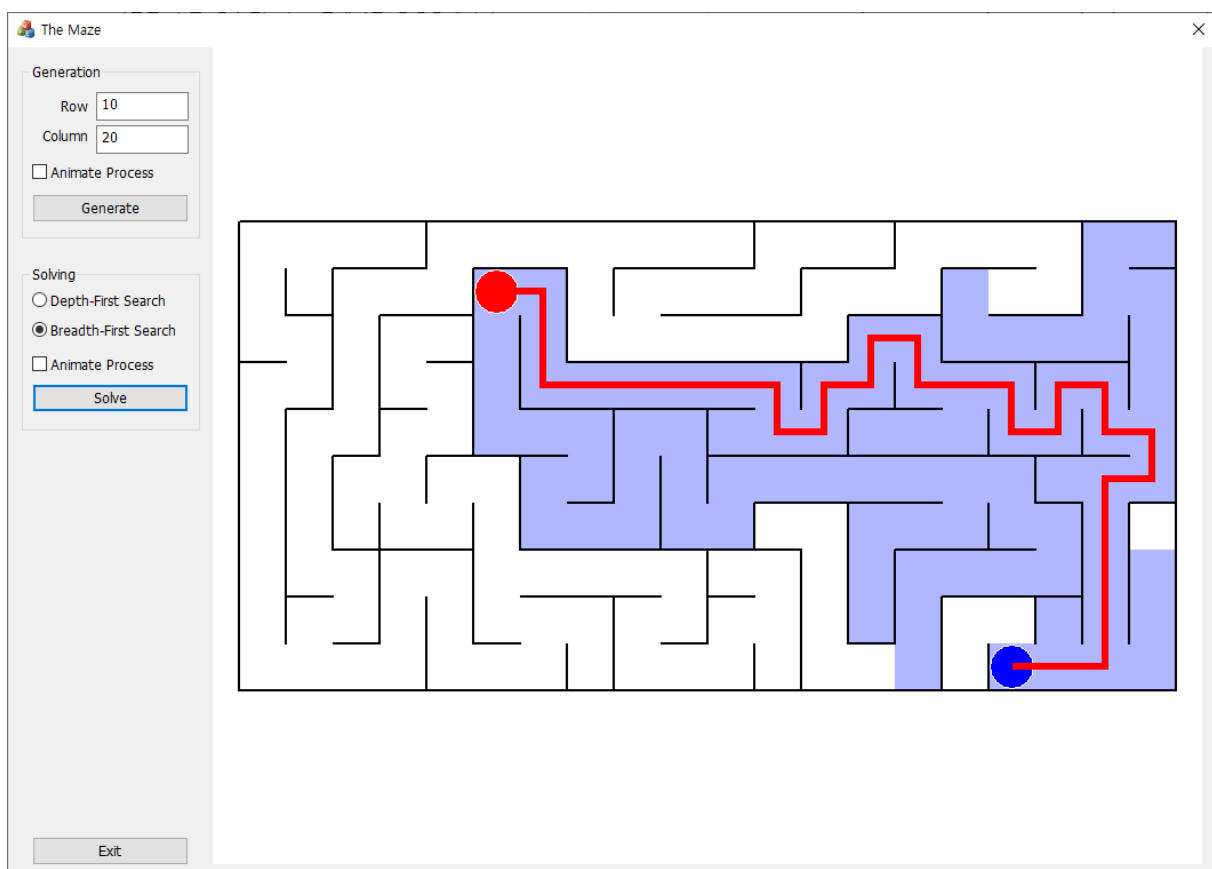 The Maze
Generation
Row 10
Column 20
Animate Process
Generate
Solving
Depth-First Search
Breadth-First Search
Animate Process
Solve
Exit